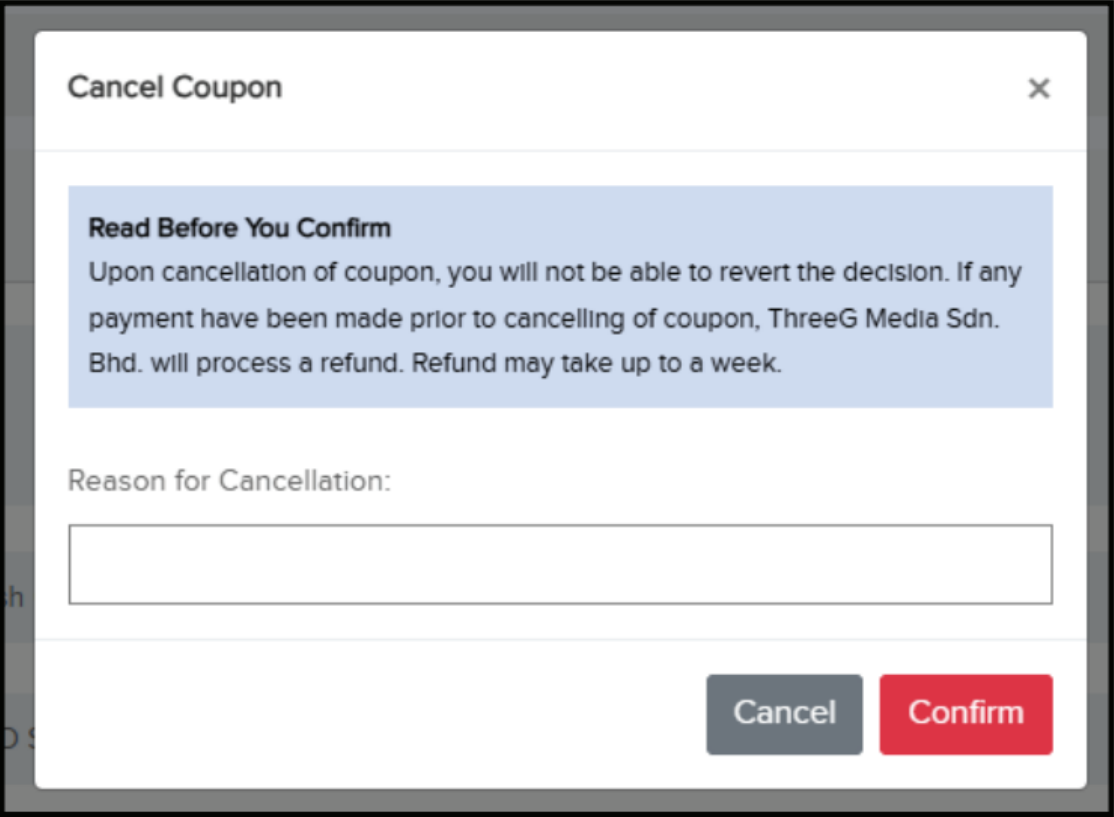 Cancel Coupon
×
Read Before You Confirm
Upon cancellation of coupon, you will not be able to revert the decision. If any
payment have been made prior to cancelling of coupon, ThreeG Media Sdn.
Bhd. will process a refund. Refund may take up to a week.
Reason for Cancellation:
Cancel Confirm